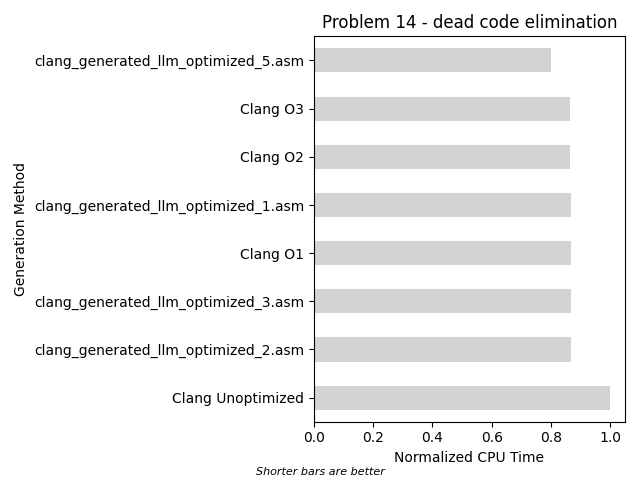 Problem 14 - dead code elimination
clang_generated_llm_optimized_5.asm
Clang O3
Clang O2
clang_generated_llm_optimized_1.asm
Clang O1
clang_generated_llm_optimized_3.asm
clang_generated_llm_optimized_2.asm
Clang Unoptimized
Generation Method
0.0 0.2 0.4 0.6 0.8 1.0
Normalized CPU Time
Shorter bars are better